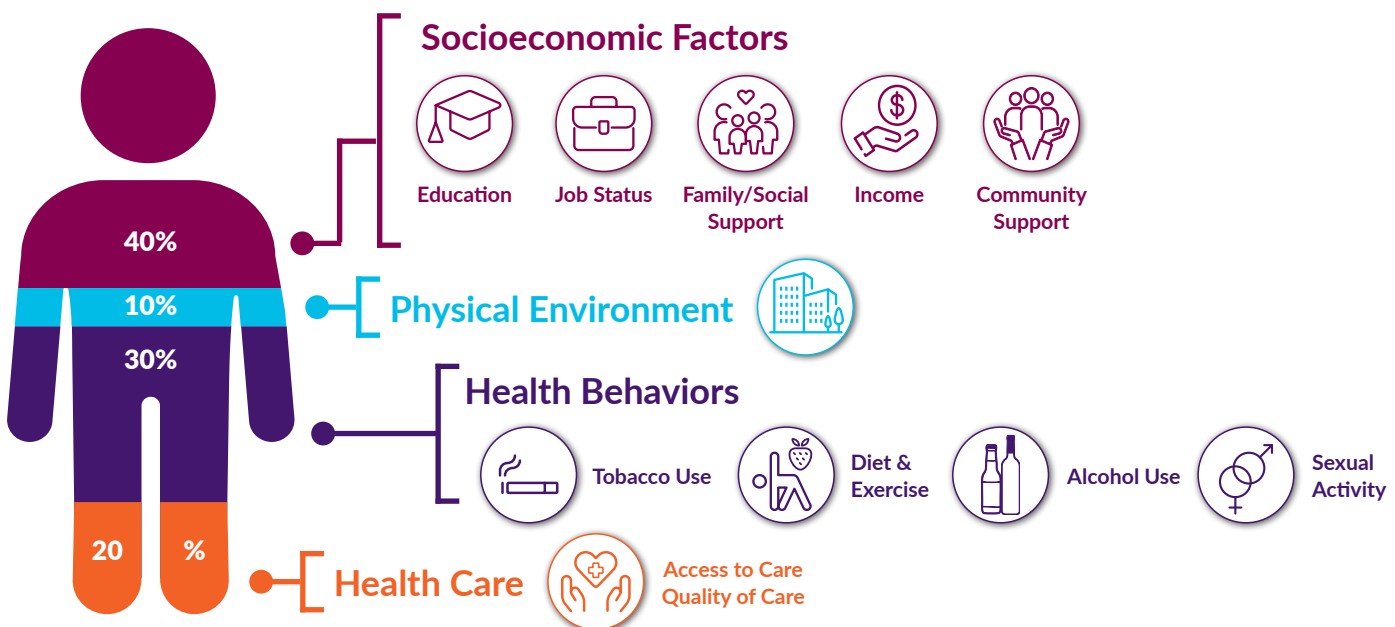 Socioeconomic Factors
$
Education
Job Status
Family/Social
Support
Income
Community
Support
40%
10%
Physical Environment
30%
Health Behaviors
Tobacco Use
Diet &
Exercise
Alcohol Use
Sexual
Activity
20 %
Health Care
Access to Care
Quality of Care